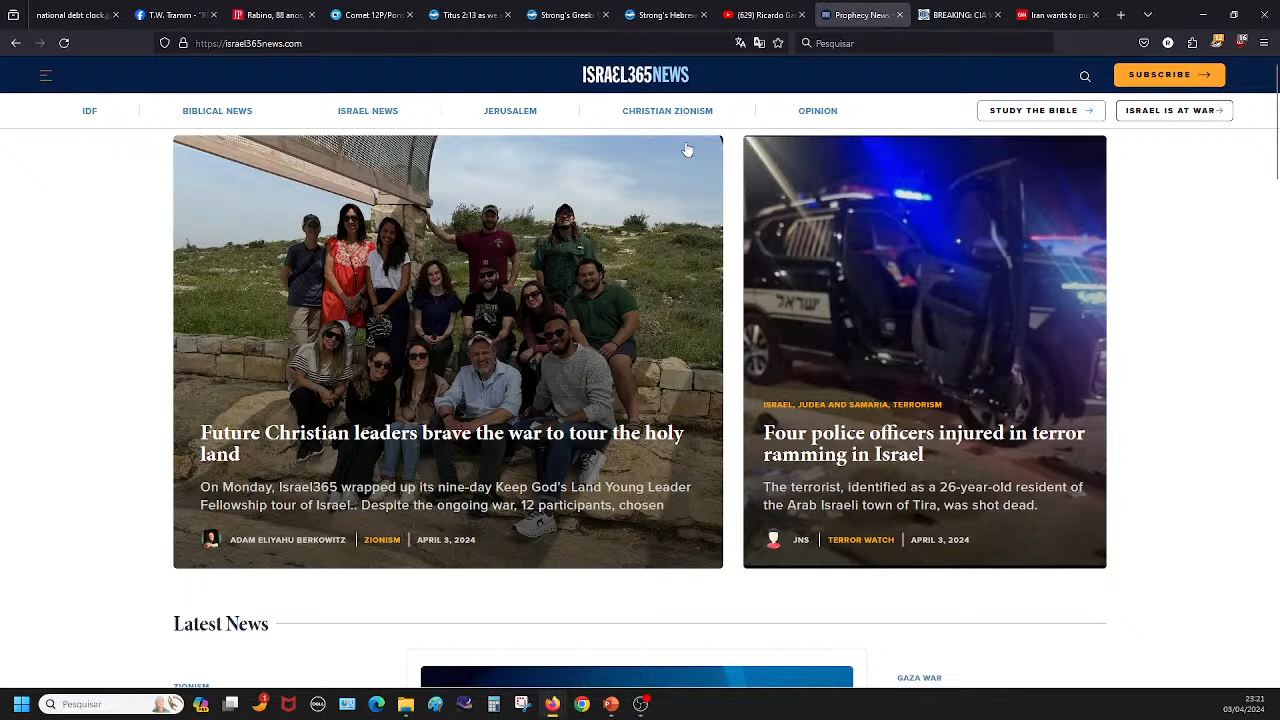 national debt clock.
T.W. Tramm - "
Rabino, 88 anos,
Comet 12P/Pons
Titus 2:13 as we a
Strong's Greek:
Strong's Hebrew
(629) Ricardo Ga
Prophecy News
BREAKING: CIA V
Iran wants to pu
https://israel365news.com
Pesquisar
12
16
ISRAEL365NEWS
SUBSCRIBE
IDF
BIBLICAL NEWS
ISRAEL NEWS
JERUSALEM
CHRISTIAN ZIONISM
OPINION
STUDY THE BIBLE
ISRAEL IS AT WAR
ישראל
Future Christian leaders brave the war to tour the holy
land
On Monday, Israel365 wrapped up its nine-day Keep God's Land Young Leader
Fellowship tour of Israel.. Despite the ongoing war, 12 participants, chosen
ADAM ELIYAHU BERKOWITZ
ZIONISM
APRIL 3, 2024
ISRAEL, JUDEA AND SAMARIA, TERRORISM
Four police officers injured in terror
ramming in Israel
The terrorist, identified as a 26-year-old resident of
the Arab Israeli town of Tira, was shot dead.
JNS
TERROR WATCH
APRIL 3, 2024
Latest News
ZIONISM
GAZA WAR
Pesquisar
1
DELL
23:21
03/04/2024